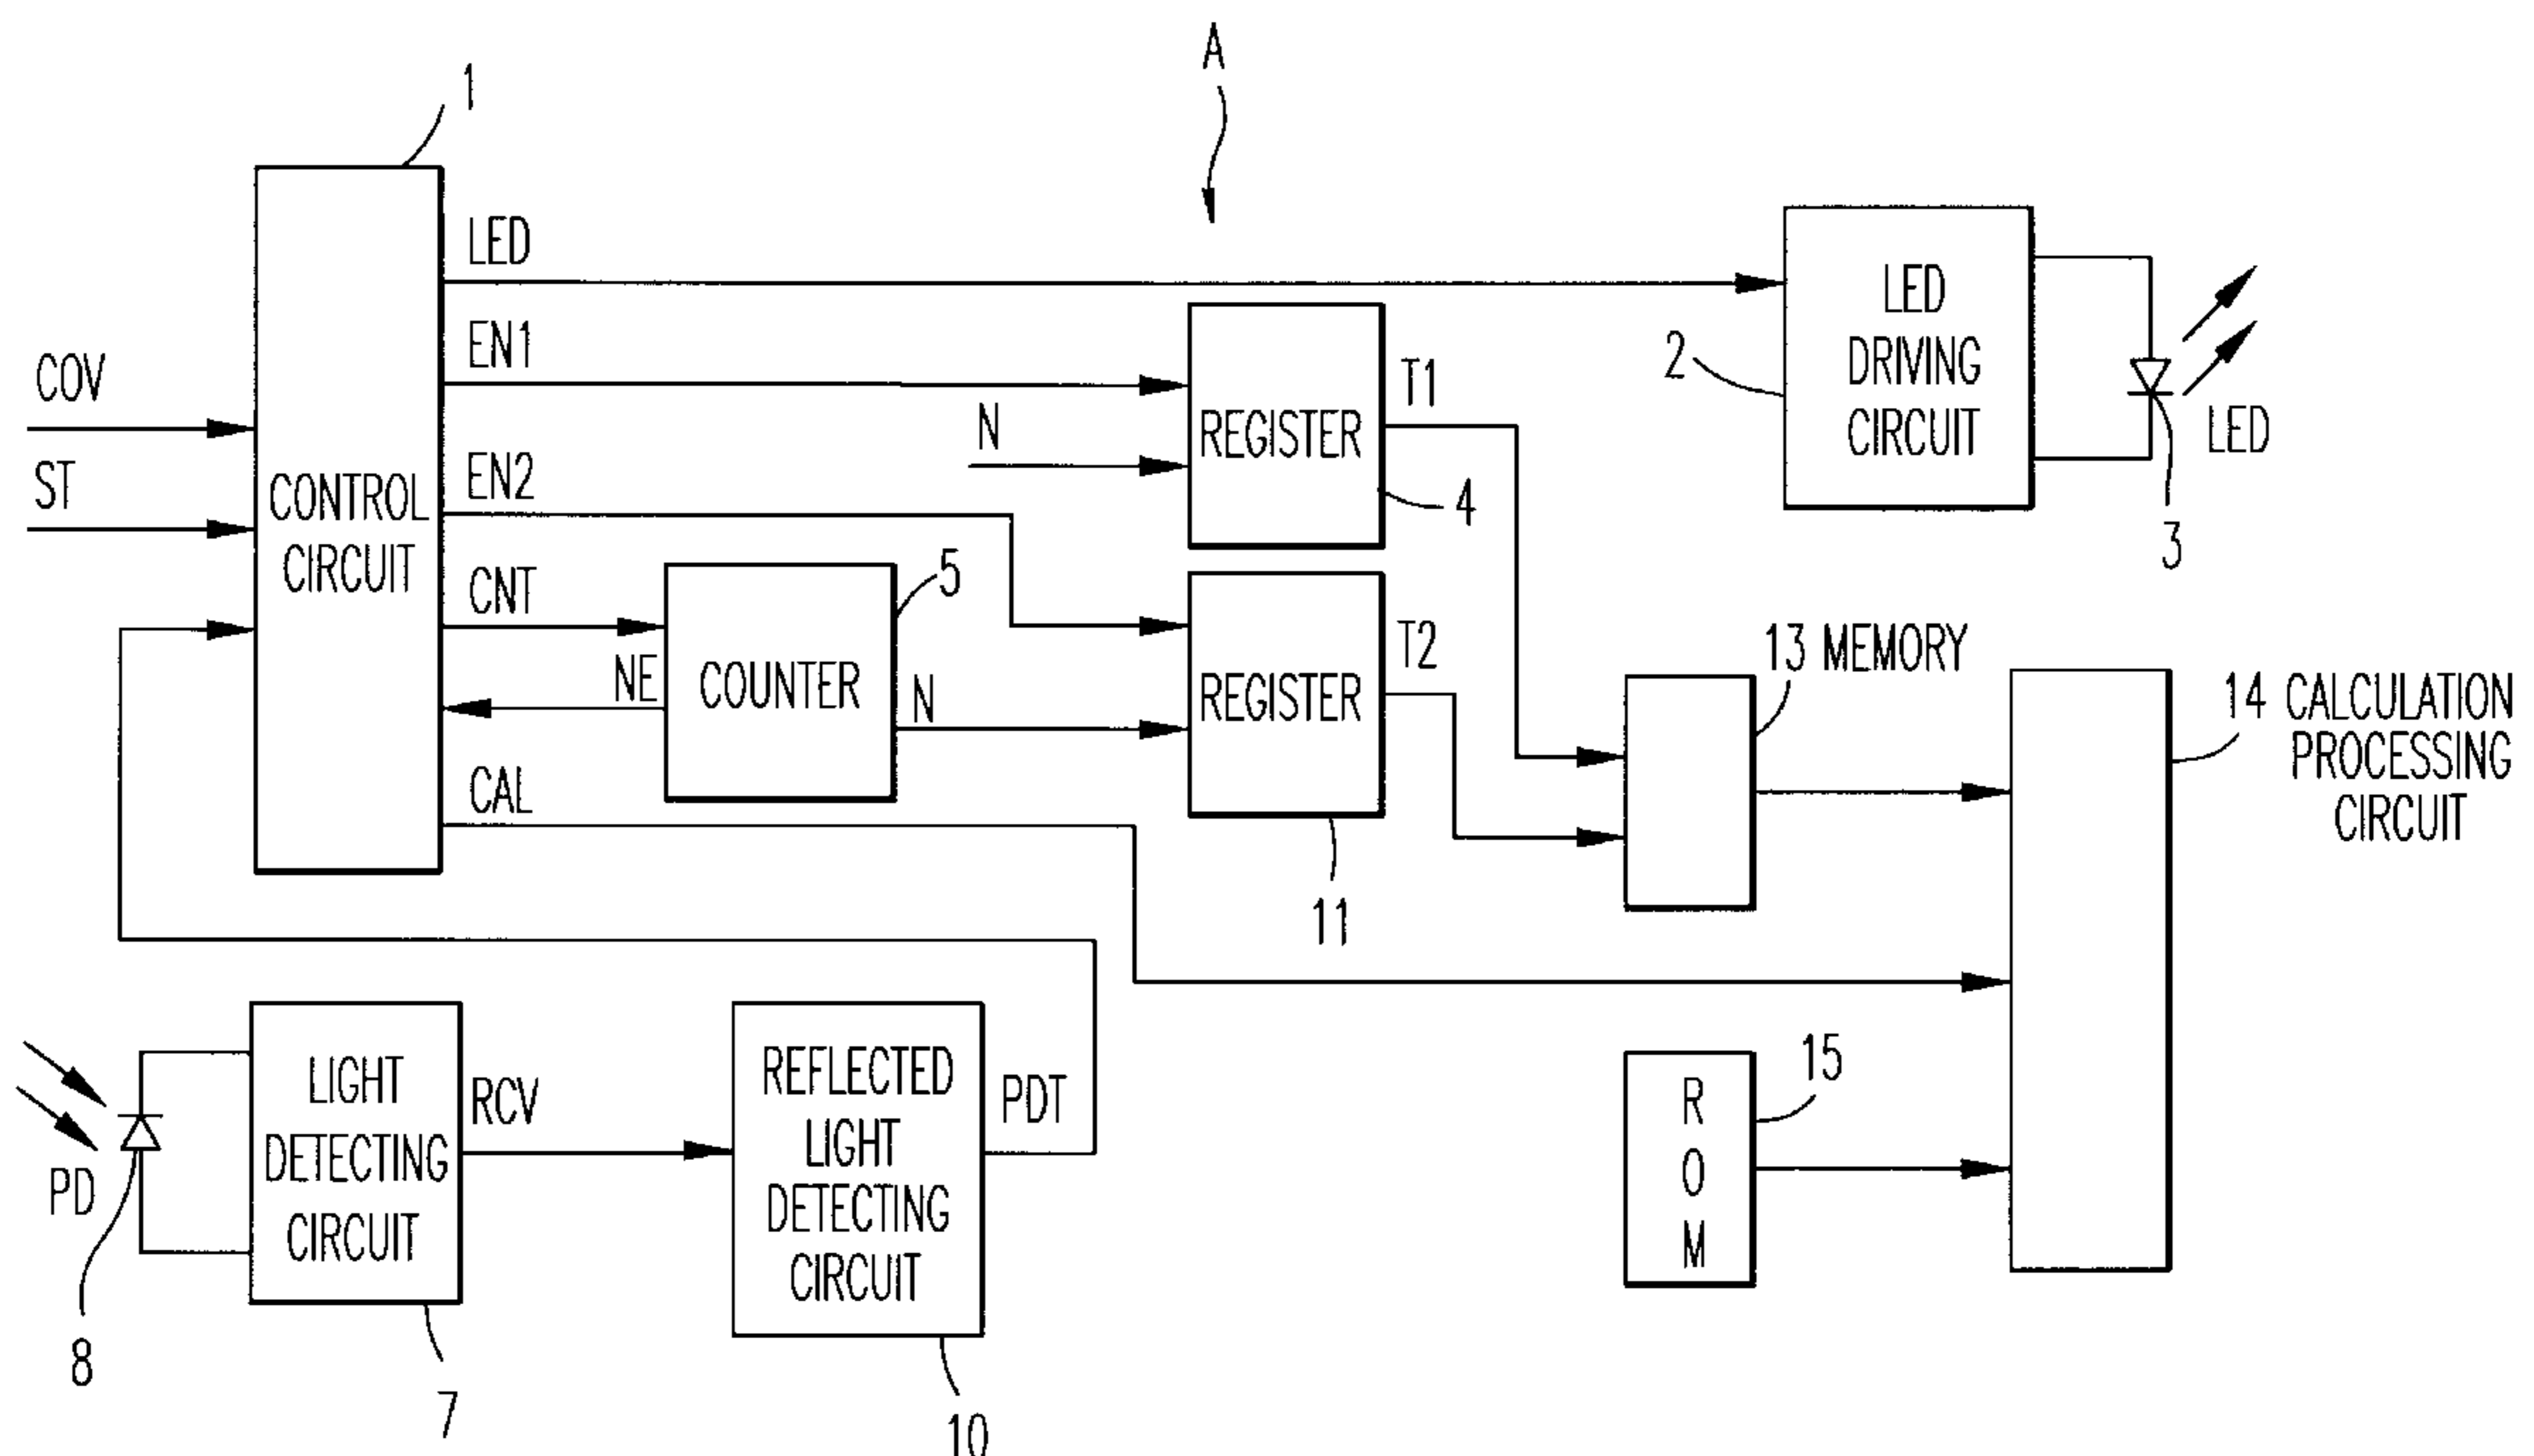 A
1
LED
EN1
COV
N
REGISTER
T1
4
2
LED
DRIVING
CIRCUIT
LED
3
ST
CONTROL
CIRCUIT
EN2
CNT
5
NE
COUNTER
N
REGISTER
T2
11
13 MEMORY
14 CALCULATION
PROCESSING
CIRCUIT
CAL
PD
8
LIGHT
DETECTING
CIRCUIT
7
RCV
REFLECTED
LIGHT
DETECTING
CIRCUIT
10
PDT
R
O
M
15